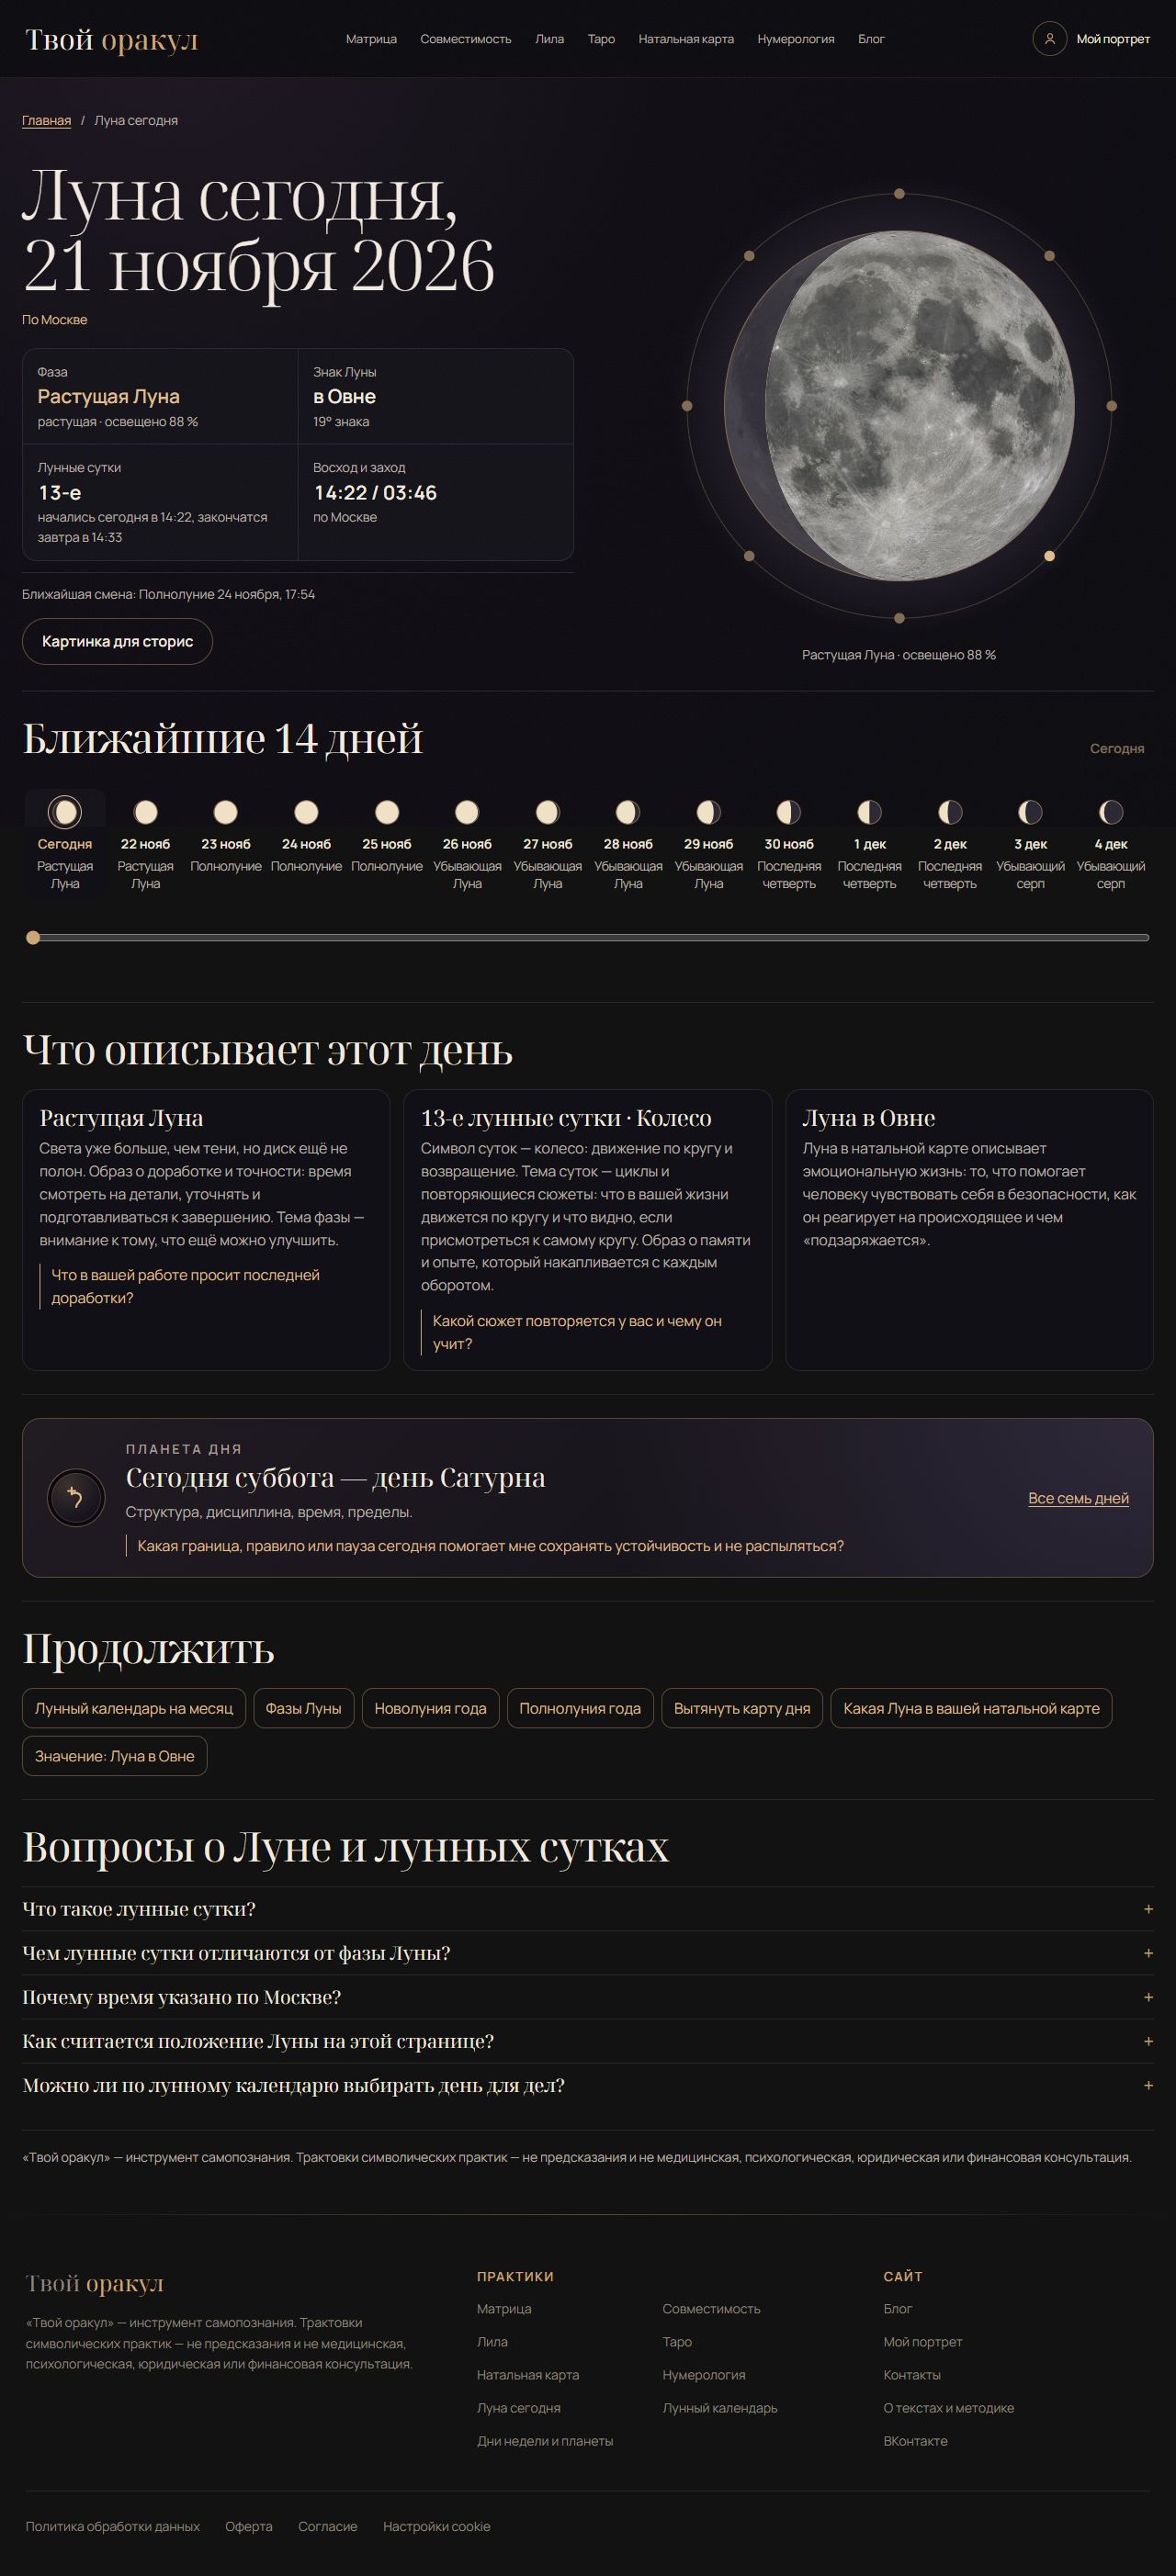 Твой оракул
Матрица
Совместимость
Лила
Таро
Натальная карта
Нумерология
Блог
Мой портрет
Главная / Луна сегодня
Луна сегодня,
21 ноября 2026
По Москве
Фаза
Растущая Луна
растущая · освещено 88 %
Знак Луны
в Овне
19° знака
Лунные сутки
13-е
начались сегодня в 14:22, закончатся
завтра в 14:33
Восход и заход
14:22 / 03:46
по Москве
Ближайшая смена: Полнолуние 24 ноября, 17:54
Картинка для сторис
Растущая Луна · освещено 88 %
Ближайшие 14 дней
Сегодня
Сегодня
Растущая
Луна
22 нояб
Растущая
Луна
23 нояб
Полнолуние
24 нояб
Полнолуние
25 нояб
Полнолуние
26 нояб
Убывающая
Луна
27 нояб
Убывающая
Луна
28 нояб
Убывающая
Луна
29 нояб
Убывающая
Луна
30 нояб
Последняя
четверть
1 дек
Последняя
четверть
2 дек
Последняя
четверть
3 дек
Убывающий
серп
4 дек
Убывающий
серп
Что описывает этот день
Растущая Луна
Света уже больше, чем тени, но диск ещё не
полон. Образ о доработке и точности: время
смотреть на детали, уточнять и
подготавливаться к завершению. Тема фазы —
внимание к тому, что ещё можно улучшить.
Что в вашей работе просит последней
доработки?
13-е лунные сутки · Колесо
Символ суток — колесо: движение по кругу и
возвращение. Тема суток — циклы и
повторяющиеся сюжеты: что в вашей жизни
движется по кругу и что видно, если
присмотреться к самому кругу. Образ о памяти
и опыте, который накапливается с каждым
оборотом.
Какой сюжет повторяется у вас и чему он
учит?
Луна в Овне
Луна в натальной карте описывает
эмоциональную жизнь: то, что помогает
человеку чувствовать себя в безопасности, как
он реагирует на происходящее и чем
«подзаряжается».
ПЛАНЕТА ДНЯ
Сегодня суббота — день Сатурна
Структура, дисциплина, время, пределы.
Какая граница, правило или пауза сегодня помогает мне сохранять устойчивость и не распыляться?
Все семь дней
Продолжить
Лунный календарь на месяц
Фазы Луны
Новолуния года
Полнолуния года
Вытянуть карту дня
Какая Луна в вашей натальной карте
Значение: Луна в Овне
Вопросы о Луне и лунных сутках
Что такое лунные сутки? +
Чем лунные сутки отличаются от фазы Луны? +
Почему время указано по Москве? +
Как считается положение Луны на этой странице? +
Можно ли по лунному календарю выбирать день для дел? +
«Твой оракул» — инструмент самопознания. Трактовки символических практик — не предсказания и не медицинская, психологическая, юридическая или финансовая консультация.
Твой оракул
«Твой оракул» — инструмент самопознания. Трактовки
символических практик — не предсказания и не медицинская,
психологическая, юридическая или финансовая консультация.
ПРАКТИКИ
Матрица
Совместимость
Лила
Таро
Натальная карта
Нумерология
Луна сегодня
Лунный календарь
Дни недели и планеты
САЙТ
Блог
Мой портрет
Контакты
О текстах и методике
ВКонтакте
Политика обработки данных
Оферта
Согласие
Настройки cookie